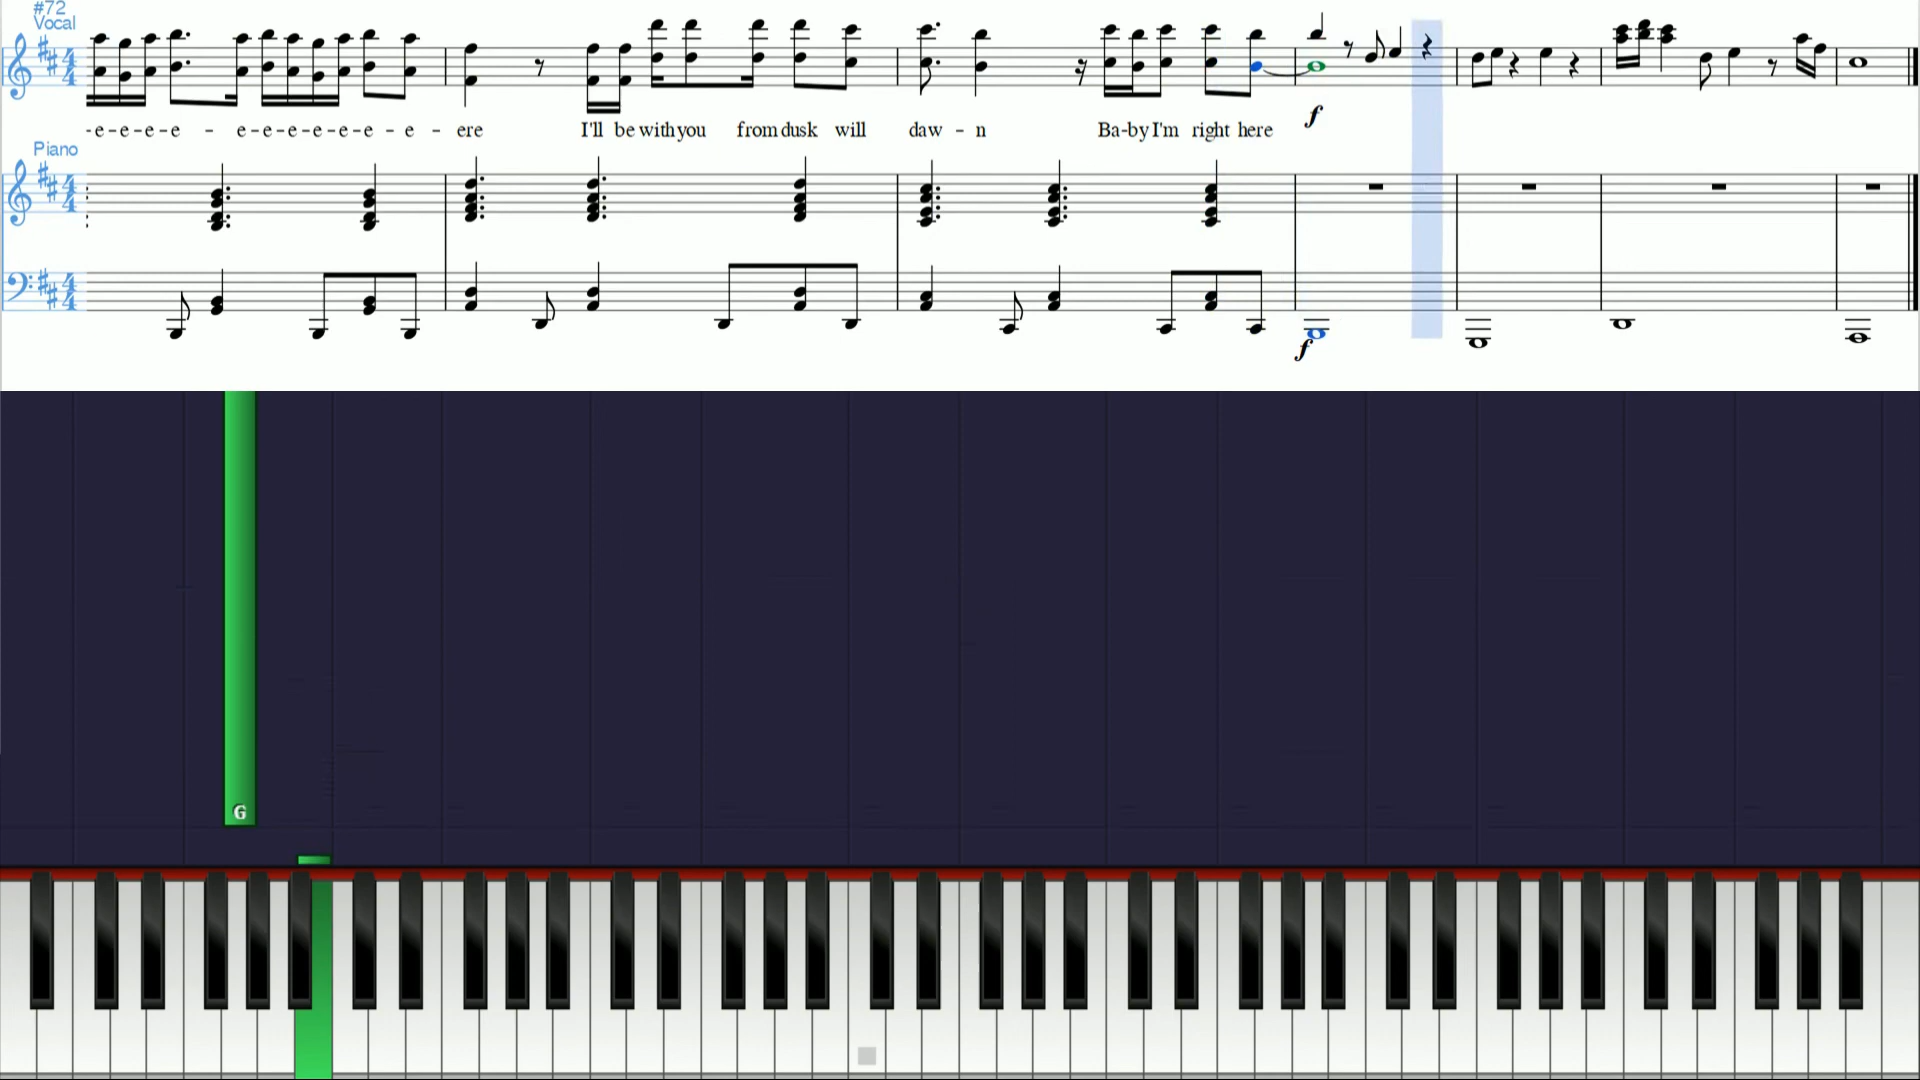 #72
Vocal
-e-e-e-e - e-e-e-e-e-e - e - ere I'll be with you from dusk will daw - n Ba-by I'm right here
f
Piano
f
G